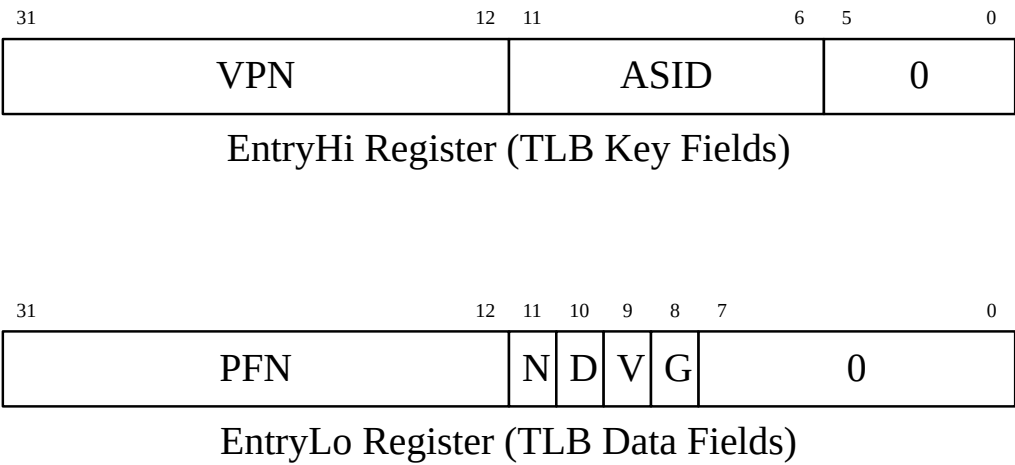 31 12 11 6 5 0
VPN ASID 0
EntryHi Register (TLB Key Fields)
31 12 11 10 9 8 7 0
PFN N D V G 0
EntryLo Register (TLB Data Fields)